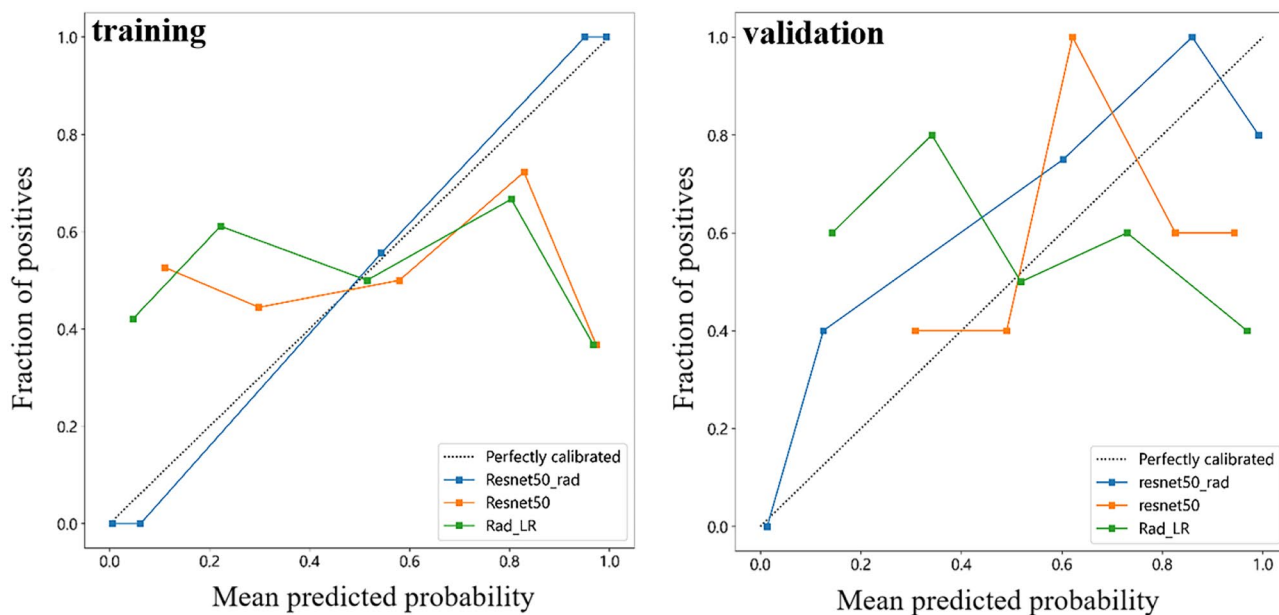 training
1.0
0.8
0.6
0.4
0.2
0.0
Fraction of positives
0.0 0.2 0.4 0.6 0.8 1.0
Mean predicted probability
Perfectly calibrated
Resnet50_rad
Resnet50
Rad_LR
validation
1.0
0.8
0.6
0.4
0.2
0.0
Fraction of positives
0.0 0.2 0.4 0.6 0.8 1.0
Mean predicted probability
Perfectly calibrated
resnet50_rad
resnet50
Rad_LR